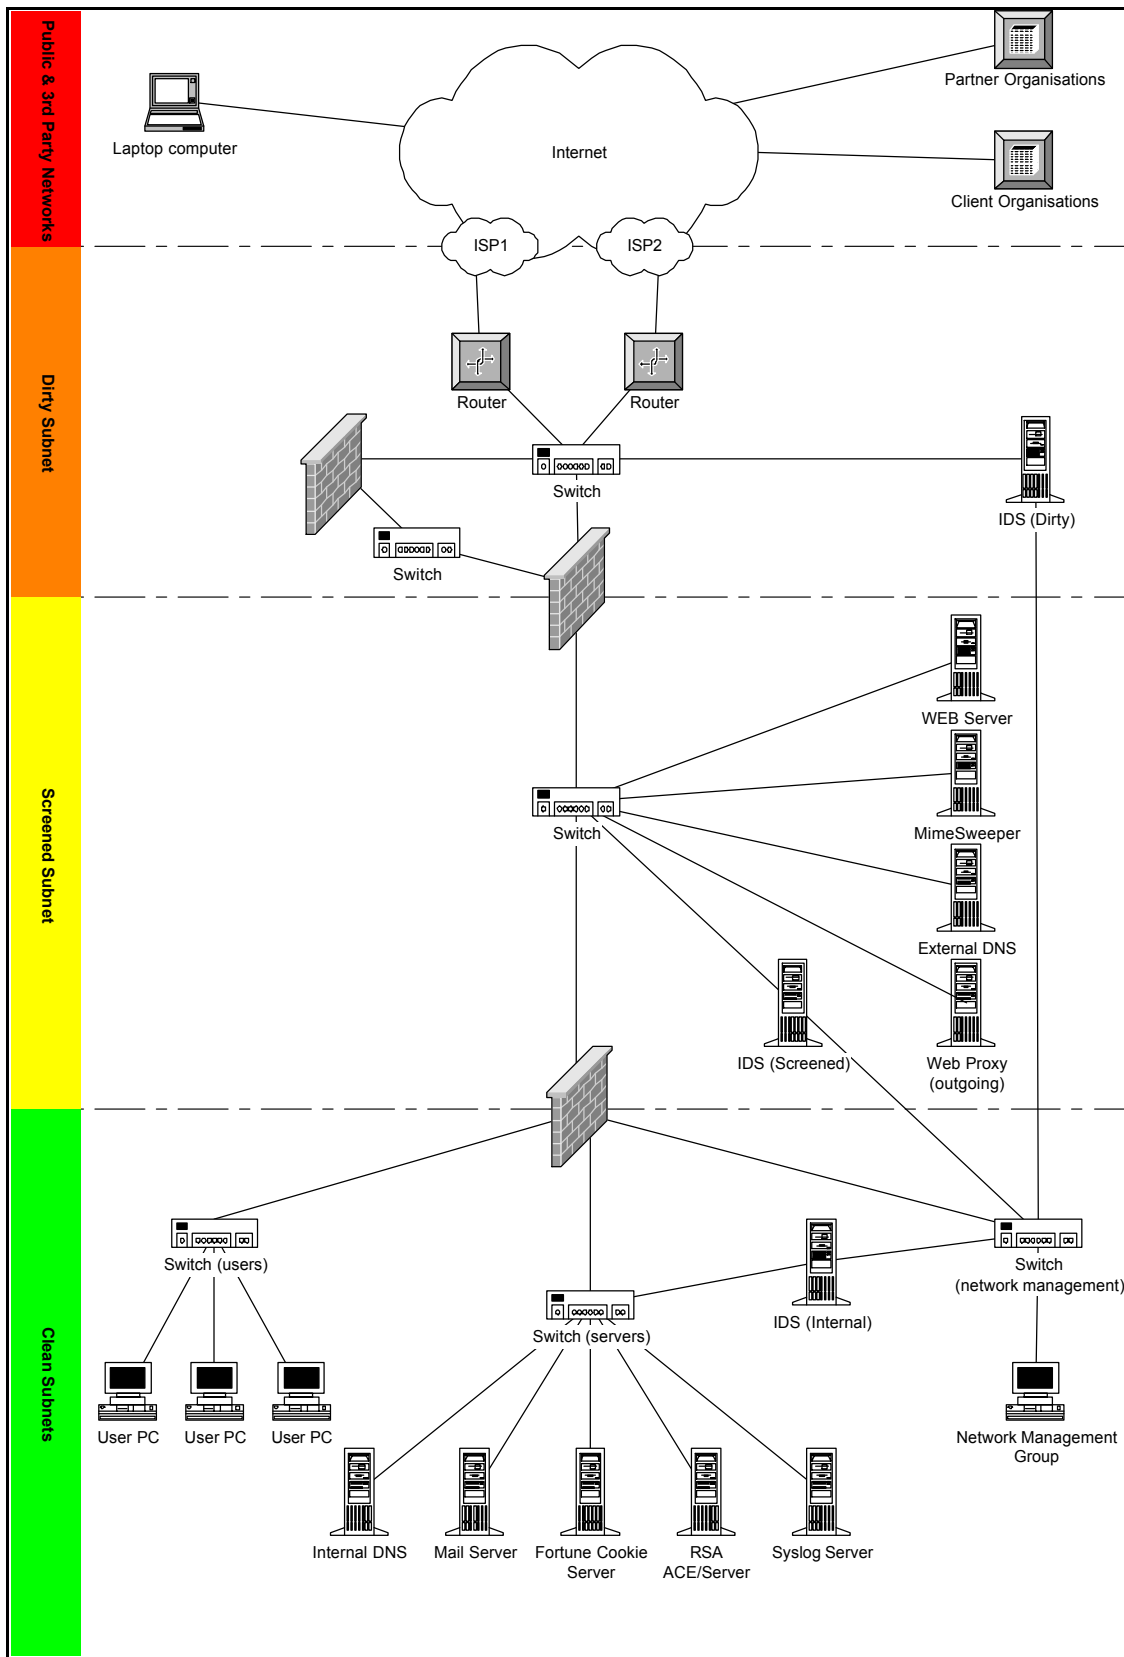 Public & 3rd Party Networks
Partner Organisations
Laptop computer
Internet
Client Organisations
ISP1
ISP2
Dirty Subnet
Router
Router
Switch
IDS (Dirty)
Switch
Screened Subnet
WEB Server
MimeSweeper
Switch
External DNS
IDS (Screened)
Web Proxy
(outgoing)
Clean Subnets
Switch (users)
Switch
(network management)
IDS (Internal)
Switch (servers)
User PC
User PC
User PC
Network Management
Group
Internal DNS
Mail Server
Fortune Cookie
Server
RSA
ACE/Server
Syslog Server